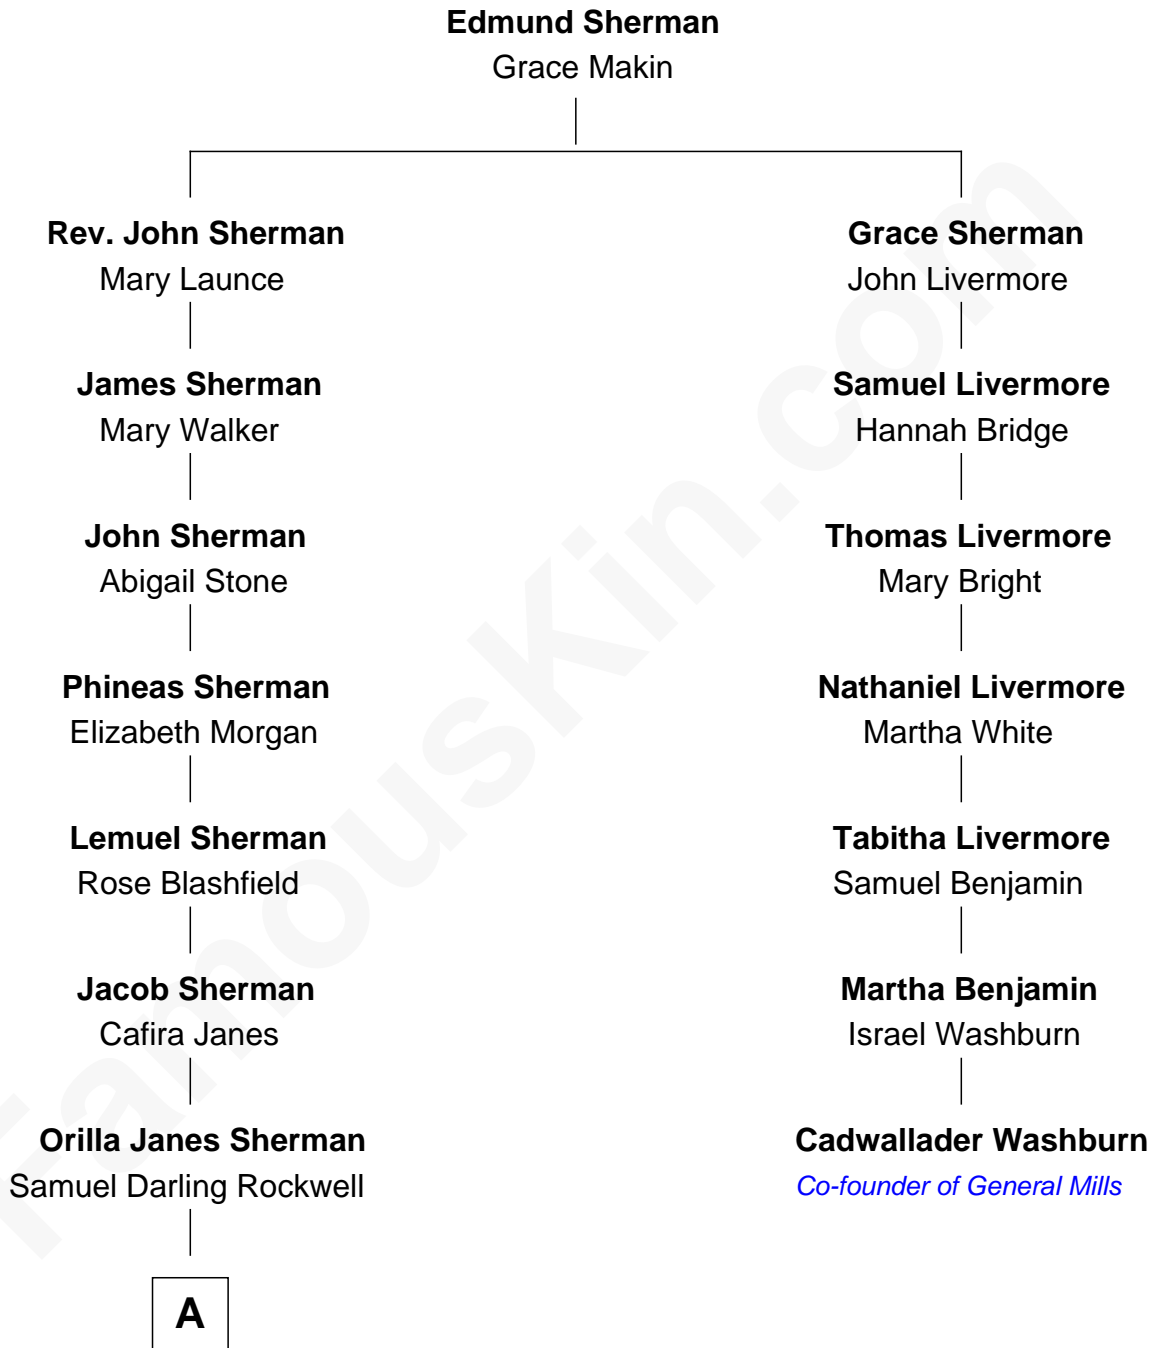 Edmund Sherman
Grace Makin
Rev. John Sherman
Mary Launce
Grace Sherman
John Livermore
James Sherman
Mary Walker
Samuel Livermore
Hannah Bridge
John Sherman
Abigail Stone
Thomas Livermore
Mary Bright
Phineas Sherman
Elizabeth Morgan
Nathaniel Livermore
Martha White
Lemuel Sherman
Rose Blashfield
Tabitha Livermore
Samuel Benjamin
Jacob Sherman
Cafira Janes
Martha Benjamin
Israel Washburn
Orilla Janes Sherman
Samuel Darling Rockwell
Cadwallader Washburn
Co-founder of General Mills
A
FamousKin.com